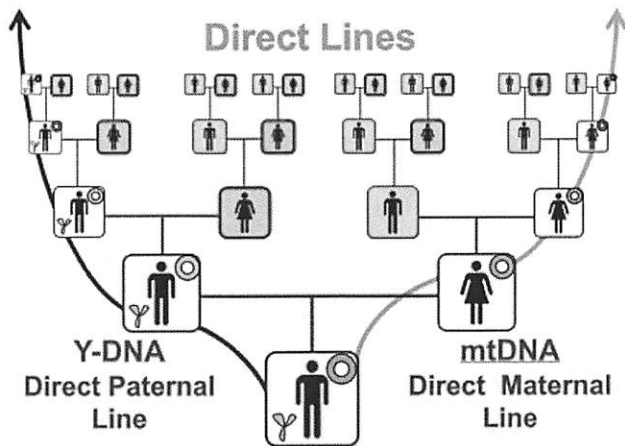 Direct Lines
Y-DNA
Direct Paternal
Line
mtDNA
Direct Maternal
Line